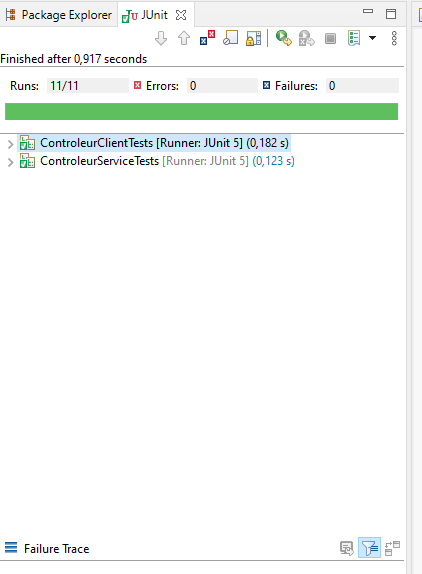 Package Explorer JUnit
Finished after 0,917 seconds
Runs: 11/11 Errors: 0 Failures: 0
ControleurClientTests [Runner: JUnit 5] (0,182 s)
ControleurServiceTests [Runner: JUnit 5] (0,123 s)
Failure Trace